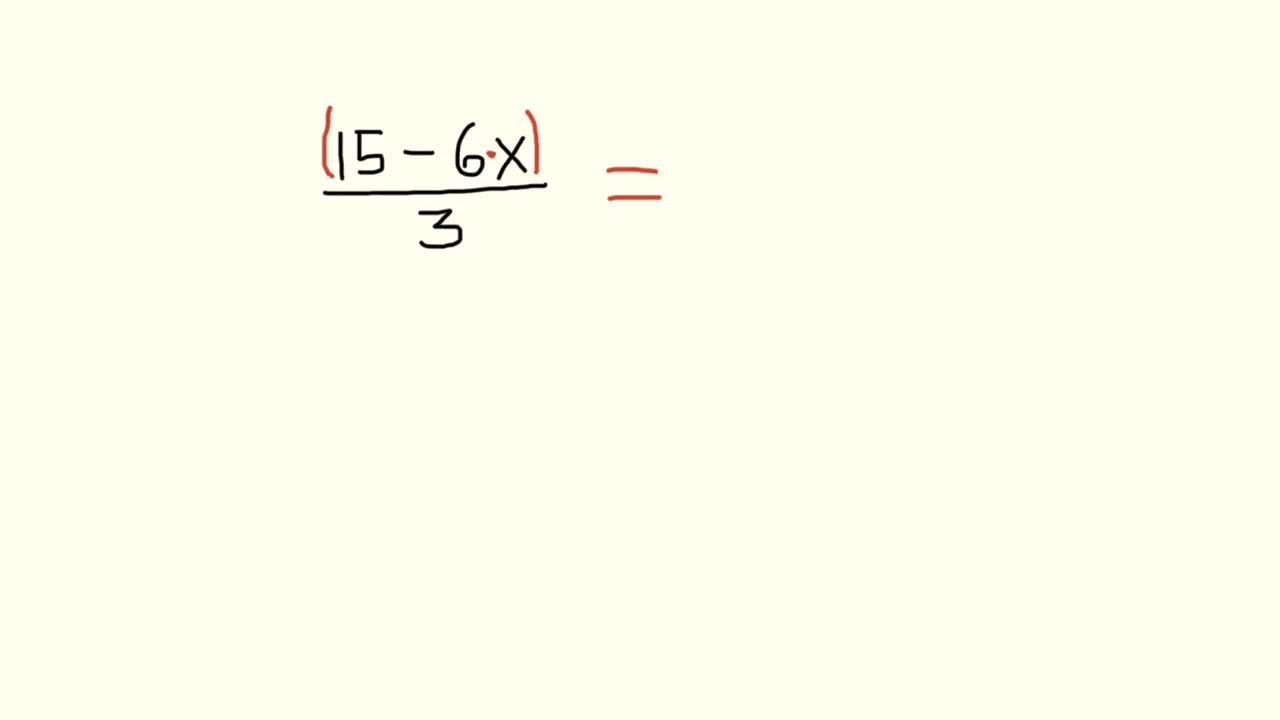 (15 - 6·x) =
3